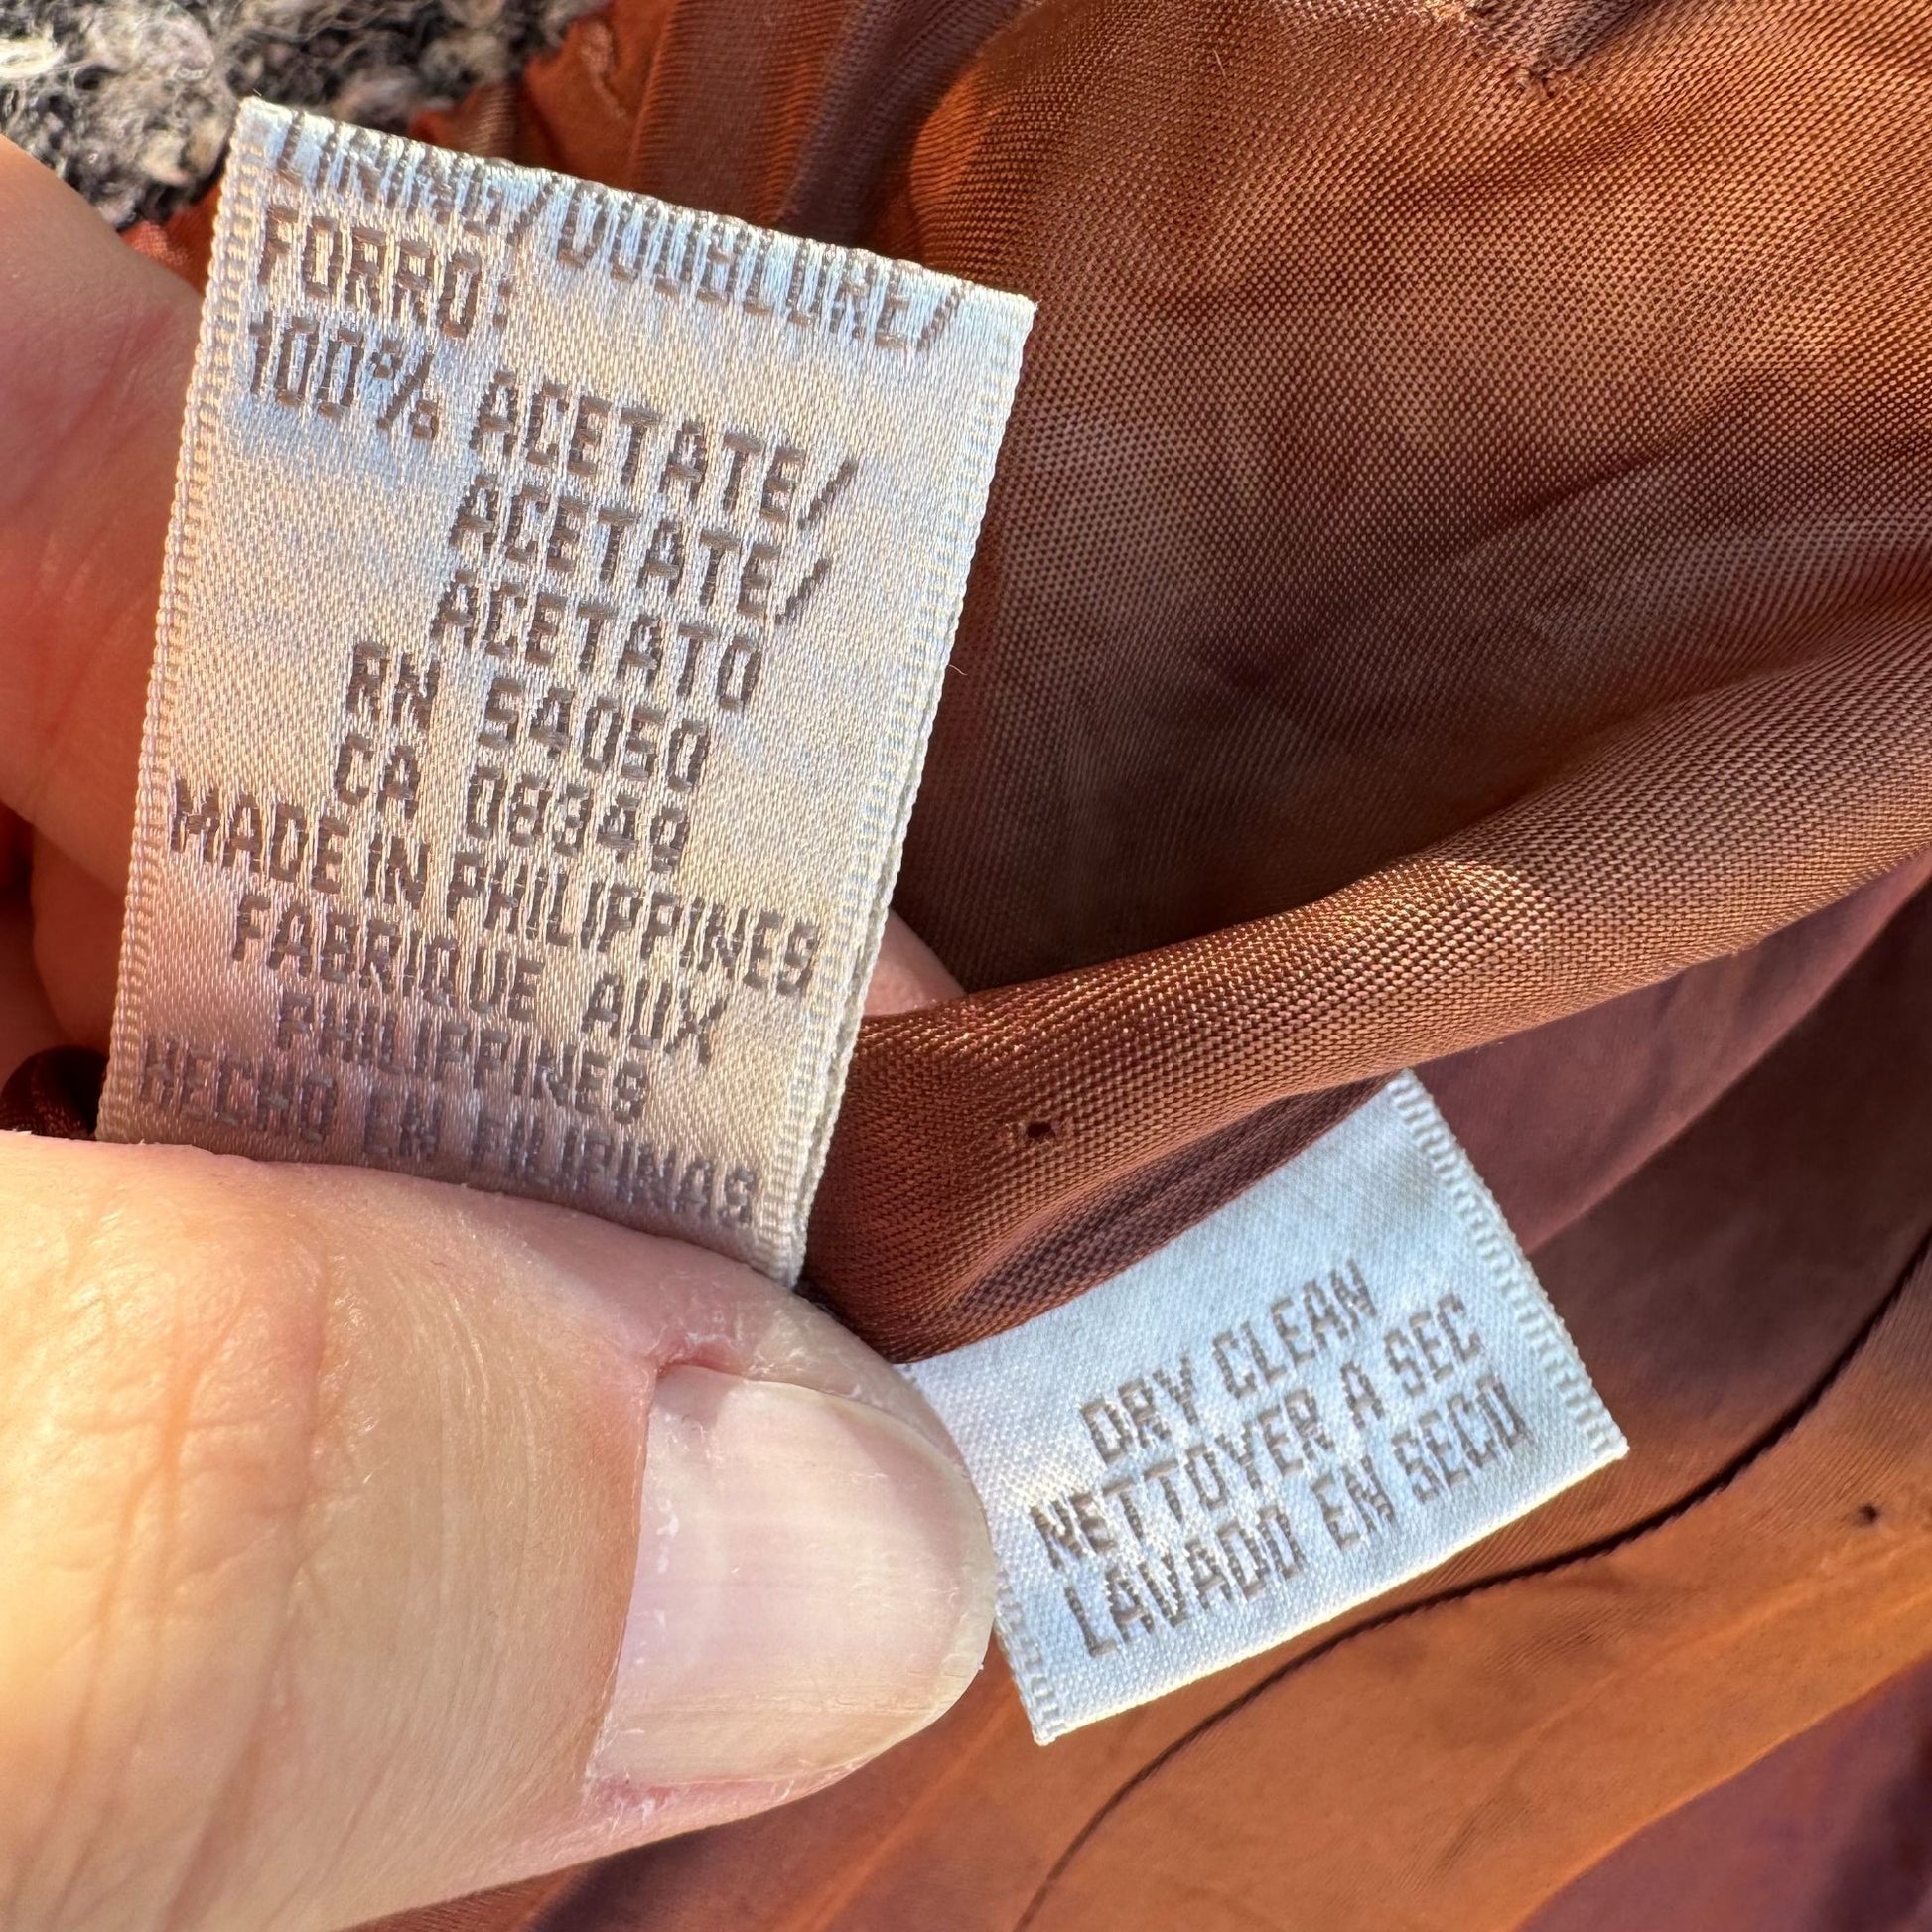 LINING/DOUBLURE/
FORRO:
100% ACETATE/
ACETATE/
ACETATO
RN 54050
CA 08349
MADE IN PHILIPPINES
FABRIQUE AUX
PHILIPPINES
HECHO EN FILIPINAS
DRY CLEAN
NETTOYER A SEC
LAVADO EN SECO